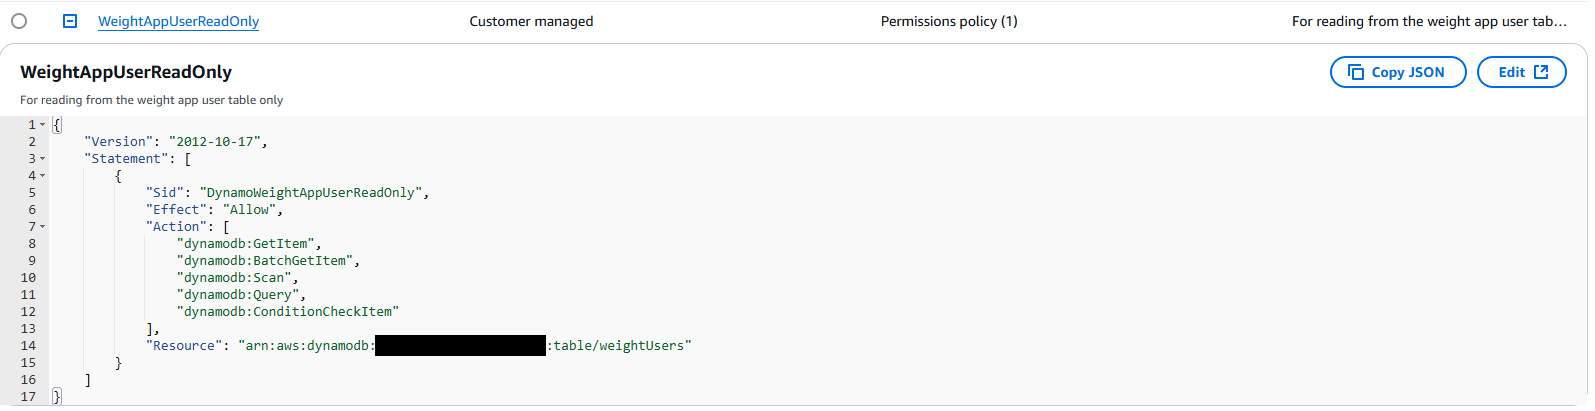 WeightAppUserReadOnly Customer managed Permissions policy (1) For reading from the weight app user tab...
WeightAppUserReadOnly Copy JSON Edit
For reading from the weight app user table only
1 {
2 "Version": "2012-10-17",
3 "Statement": [
4 {
5 "Sid": "DynamoWeightAppUserReadOnly",
6 "Effect": "Allow",
7 "Action": [
8 "dynamodb:GetItem",
9 "dynamodb:BatchGetItem",
10 "dynamodb:Scan",
11 "dynamodb:Query",
12 "dynamodb:ConditionCheckItem"
13 ],
14 "Resource": "arn:aws:dynamodb: :table/weightUsers"
15 }
16 ]
17 }